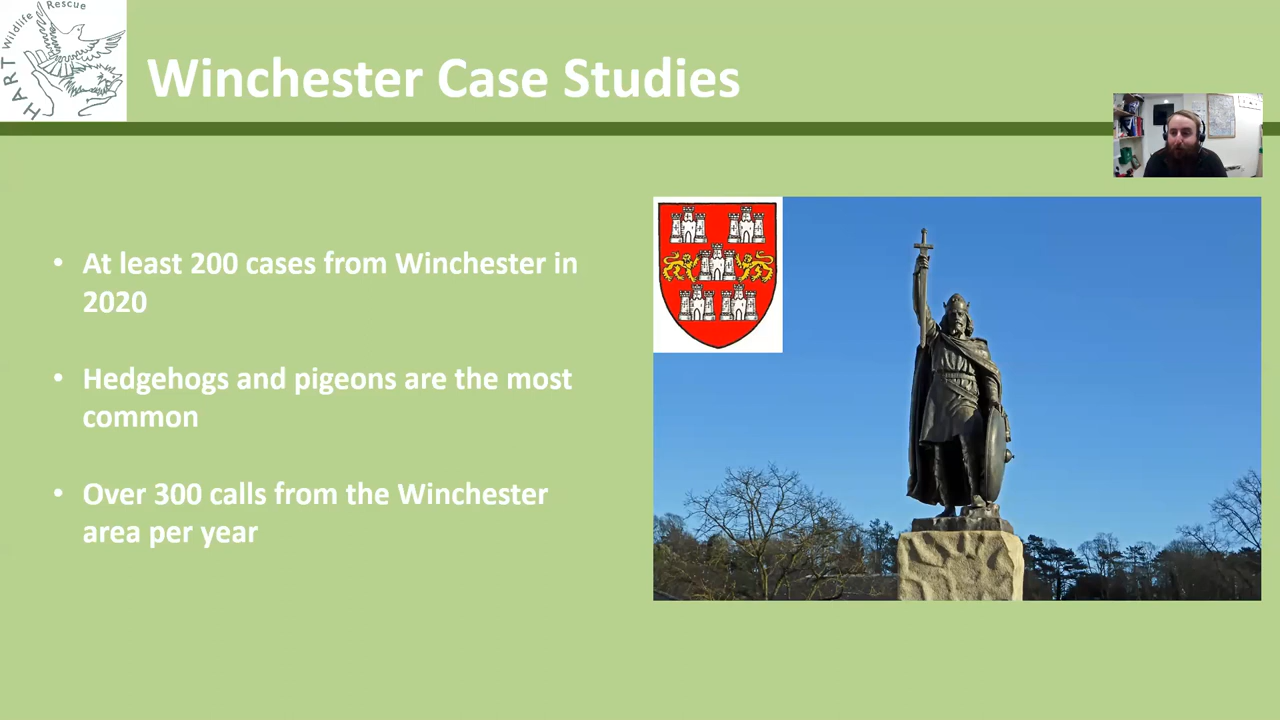 HART Wildlife Rescue
Winchester Case Studies
• At least 200 cases from Winchester in
2020
• Hedgehogs and pigeons are the most
common
• Over 300 calls from the Winchester
area per year